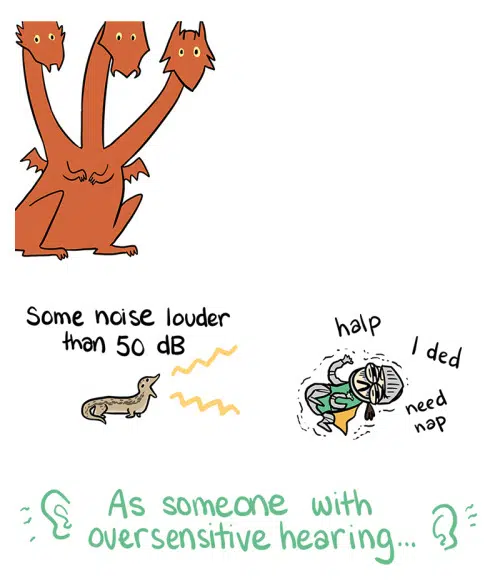 Some noise louder
than 50 dB
halp
I ded
need
nap
As someone with
oversensitive hearing...